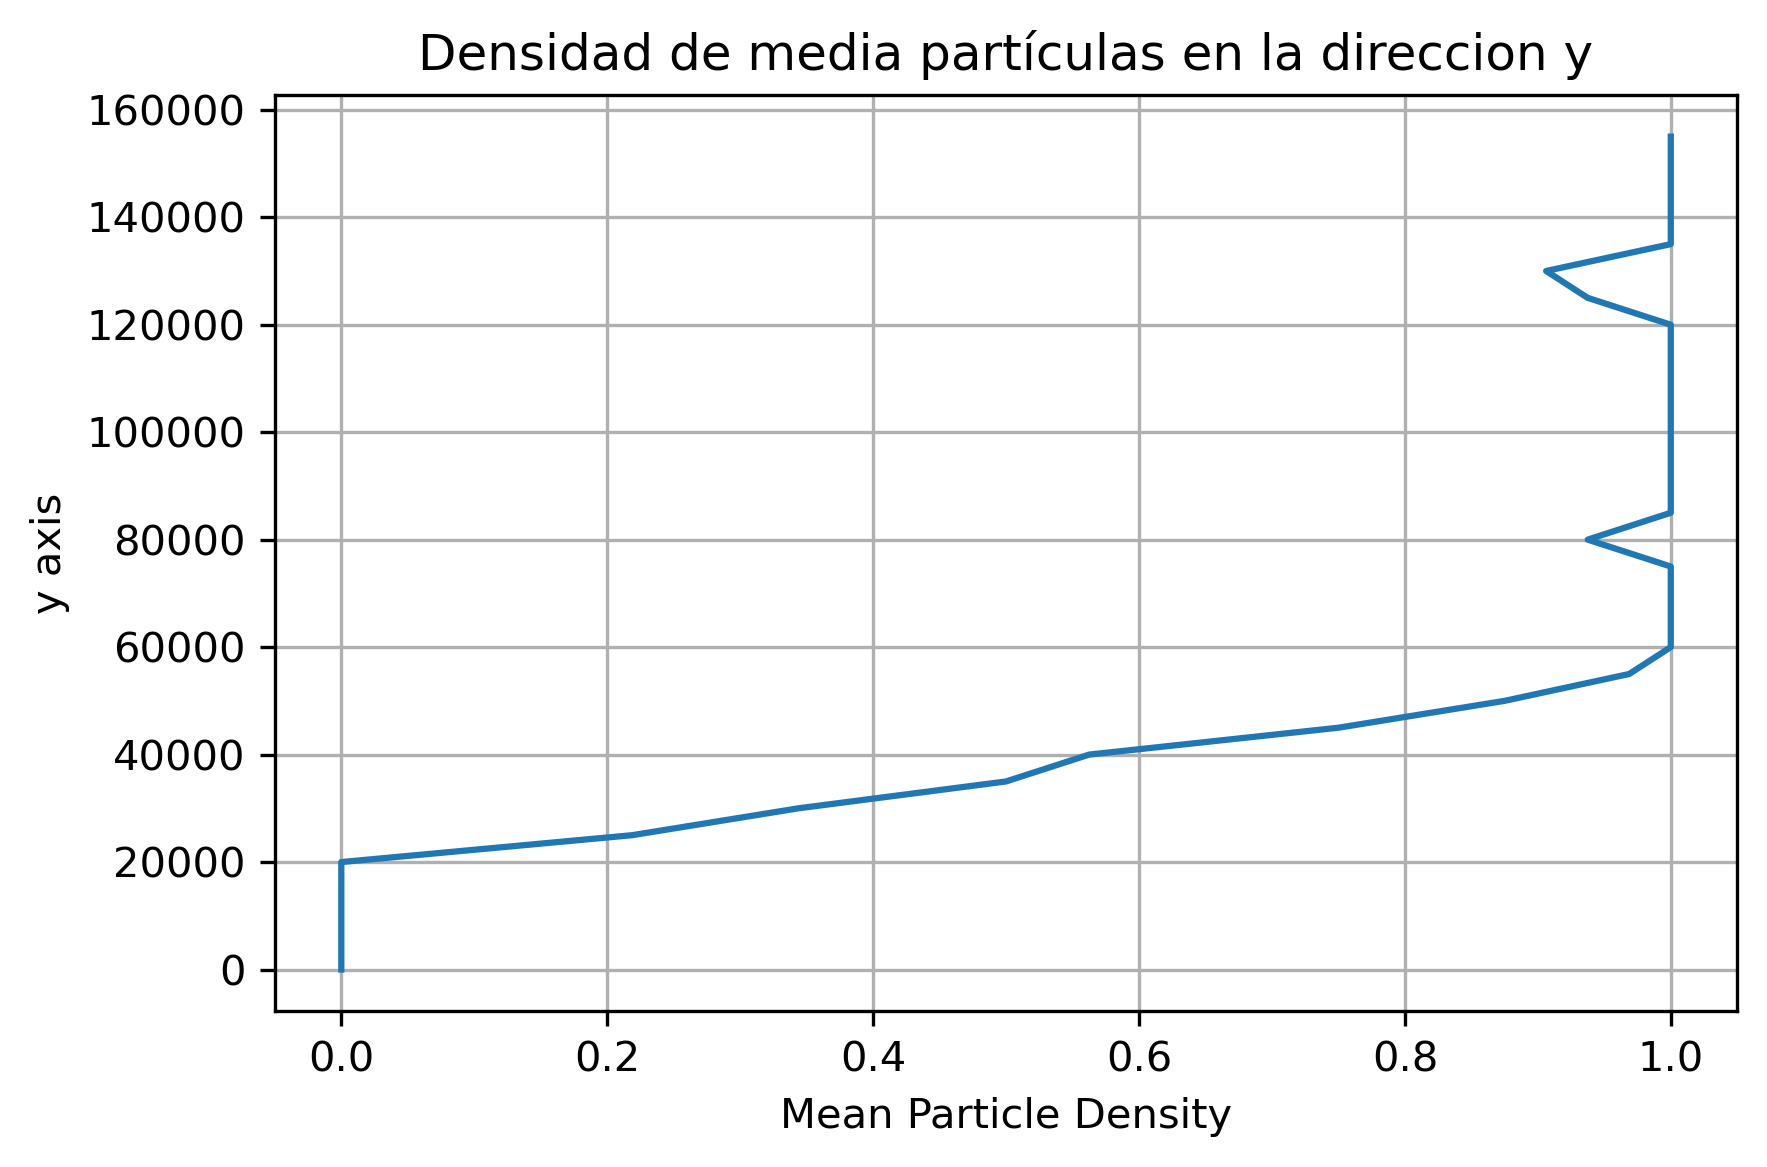 Densidad de media partículas en la direccion y
160000
140000
120000
100000
80000
60000
40000
20000
0
y axis
0.0 0.2 0.4 0.6 0.8 1.0
Mean Particle Density